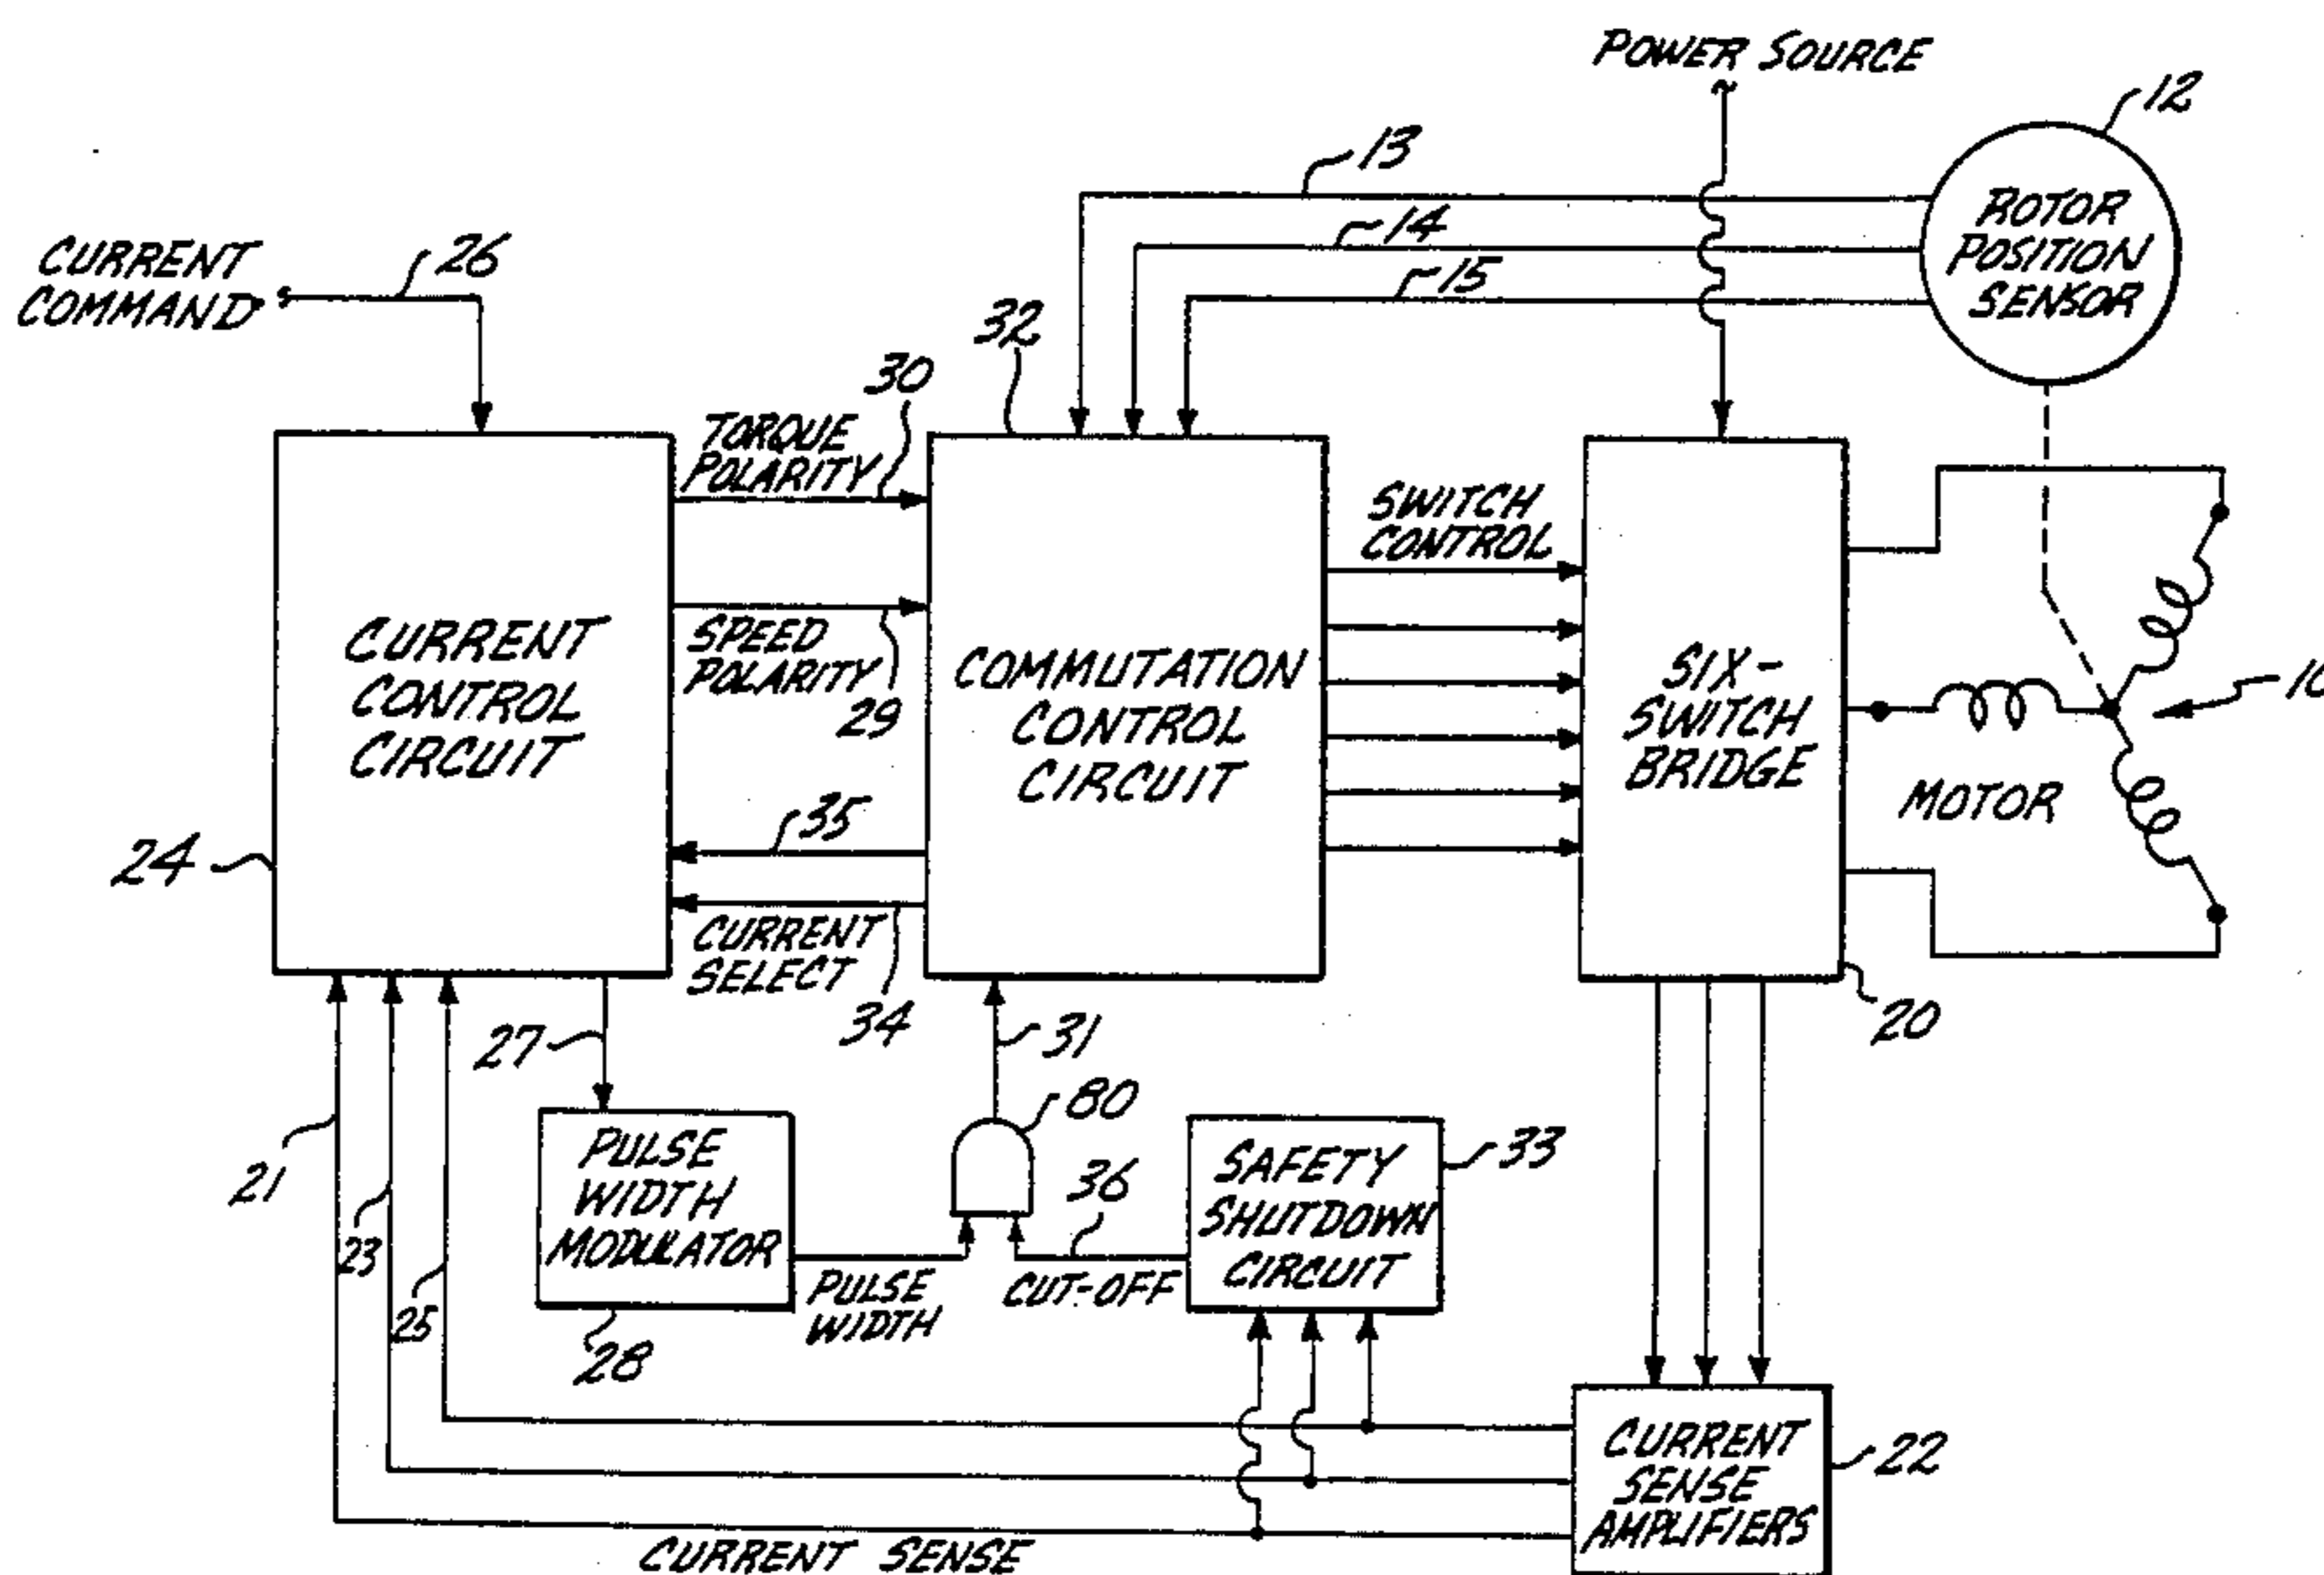 POWER SOURCE
12
13
ROTOR
POSITION
SENSOR
14
15
CURRENT
COMMAND
26
32
30
TORQUE
POLARITY
SWITCH
CONTROL
SPEED
POLARITY
29
CURRENT
CONTROL
CIRCUIT
COMMUTATION
CONTROL
CIRCUIT
SIX-
SWITCH
BRIDGE
MOTOR
24
35
CURRENT
SELECT
34
27
31
20
80
21
23
25
PULSE
WIDTH
MODULATOR
28
PULSE
WIDTH
36
CUT-OFF
SAFETY
SHUTDOWN
CIRCUIT
33
CURRENT
SENSE
AMPLIFIERS
22
CURRENT SENSE